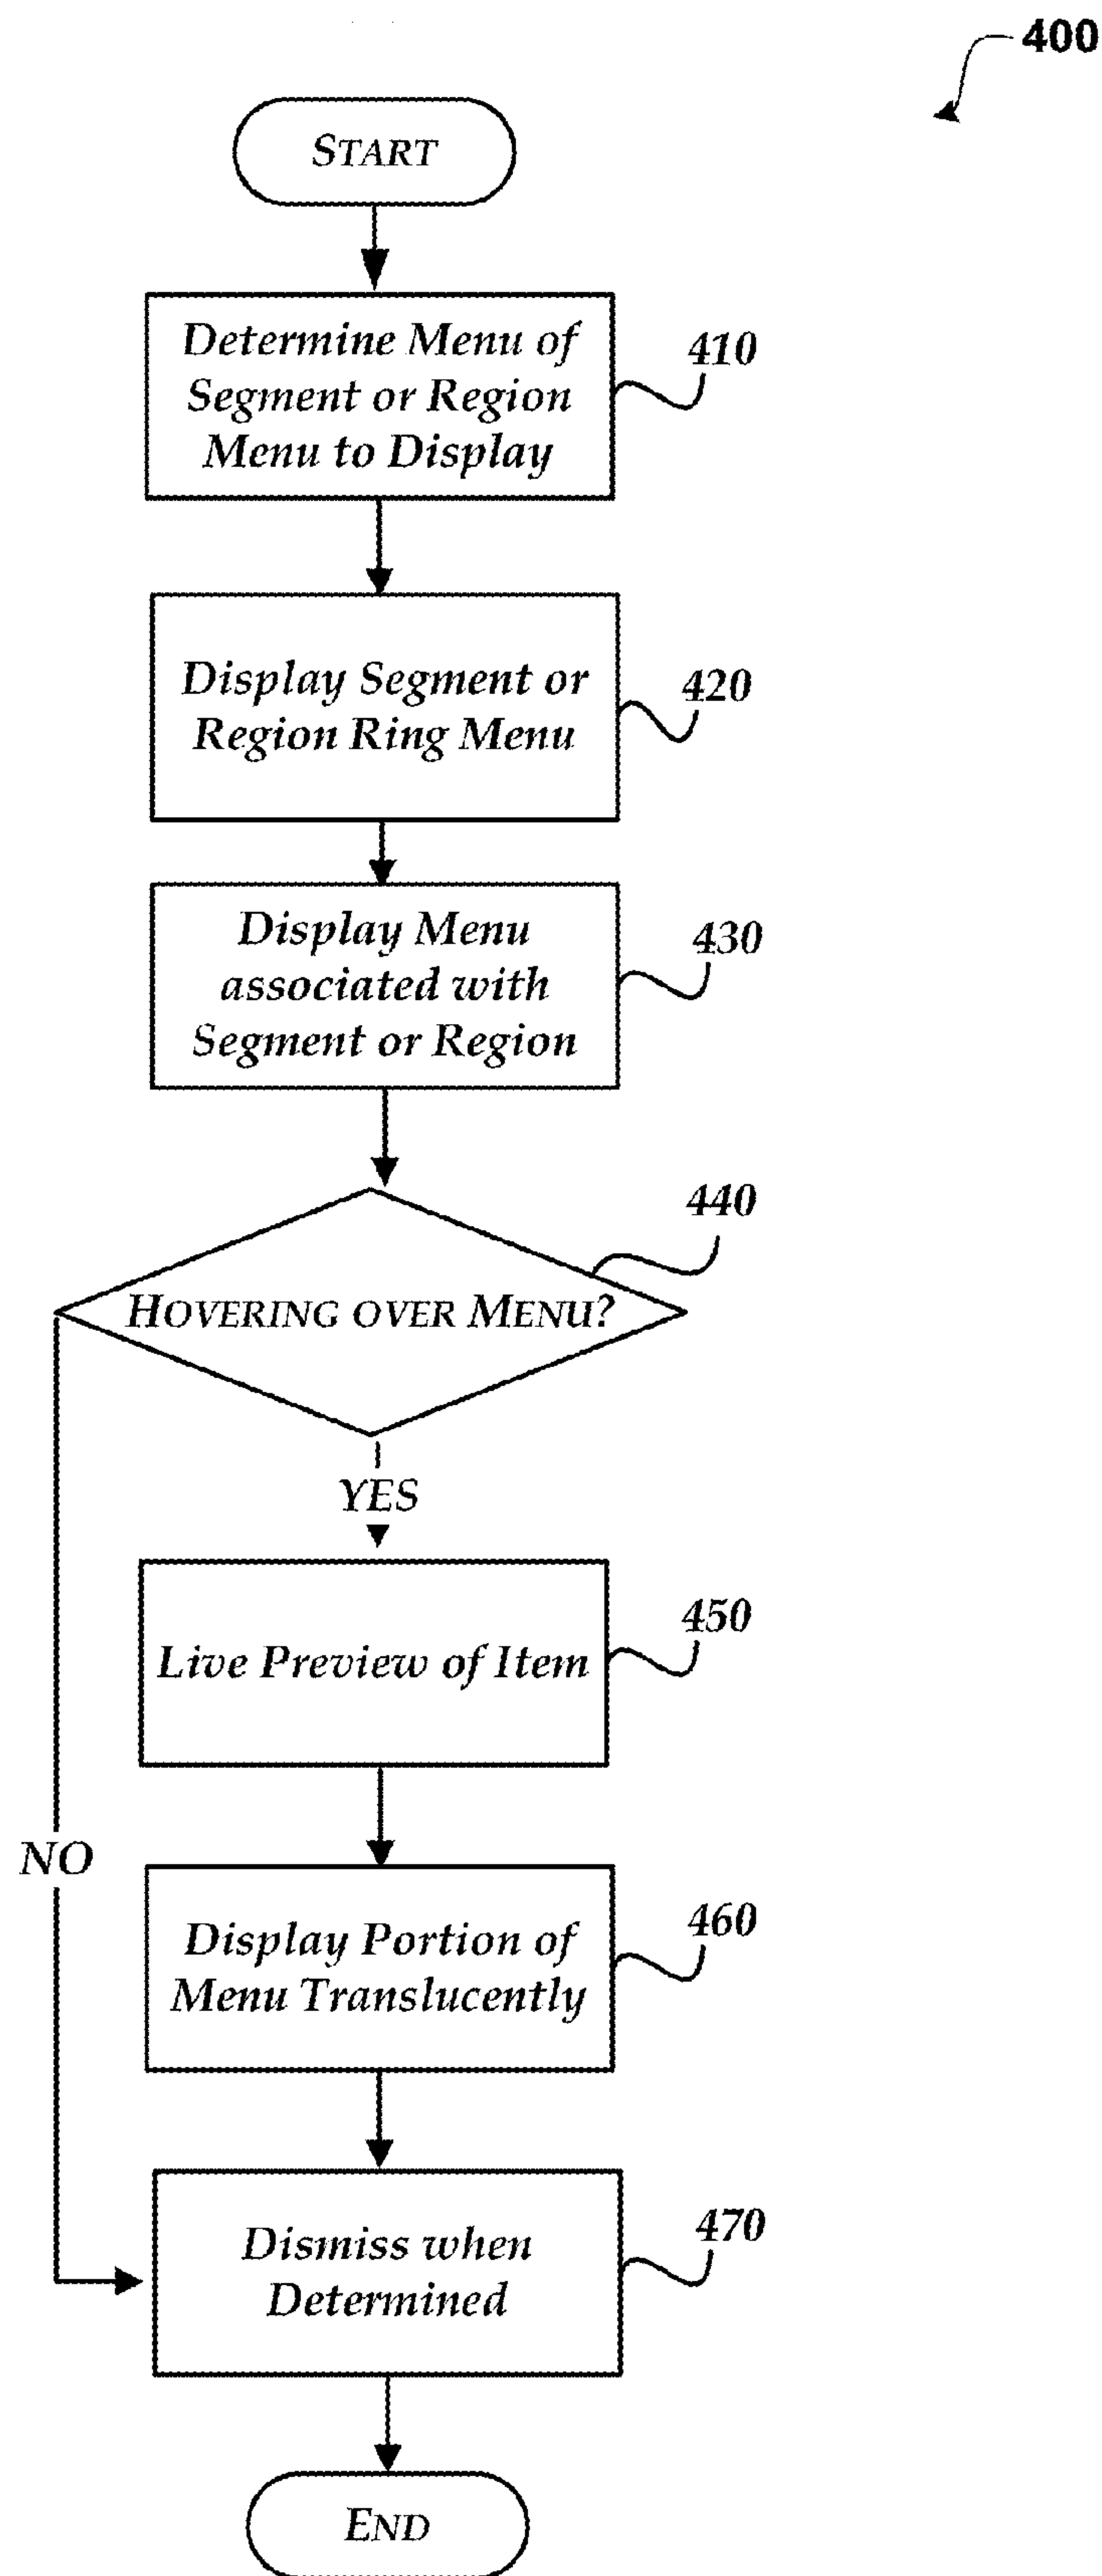 400
START
Determine Menu of
Segment or Region
Menu to Display
410
Display Segment or
Region Ring Menu
420
Display Menu
associated with
Segment or Region
430
HOVERING OVER MENU?
440
YES
Live Preview of Item
450
NO
Display Portion of
Menu Translucently
460
Dismiss when
Determined
470
END